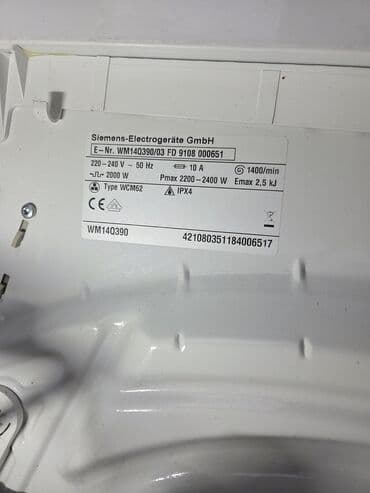 Siemens-Electrogeräte GmbH
E-Nr. WM14Q390/03 FD 9108 000651
220-240 V ~ 50 Hz 10 A 1400/min
2000 W Pmax 2200-2400 W Emax 2,5 kJ
Type WCM62 IPX4
CE
WM14Q390 421080351184006517